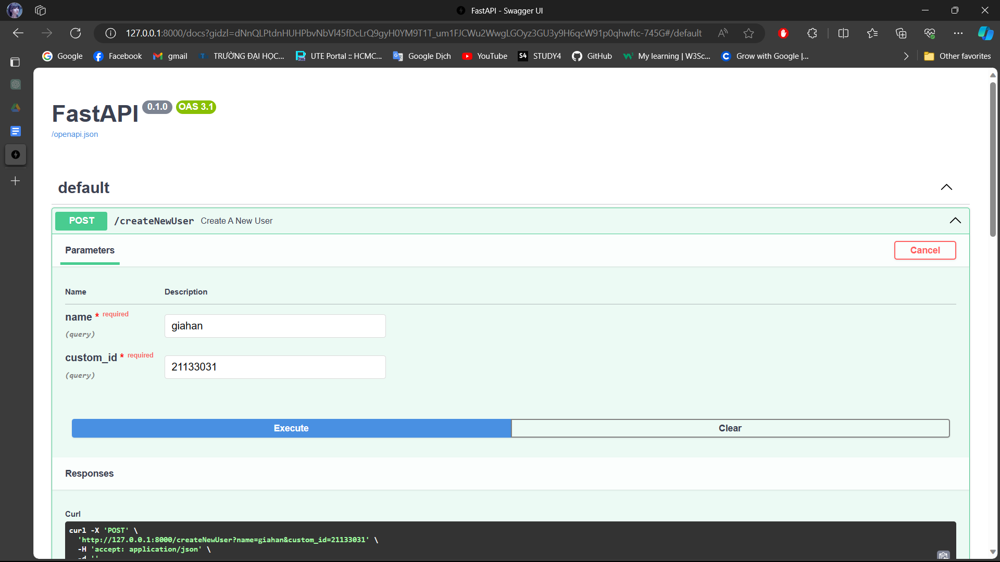 FastAPI - Swagger UI
127.0.0.1:8000/docs?gidzl=dNnQLPtdnHUHPbvNbVl45fDcLrQ9gyH0YM9T1T_um1FJCWu2WwgLGOyz3GU3y9H6qcW91p0qhwftc-745G#/default
Google Facebook gmail TRƯỜNG ĐẠI HỌC... UTE Portal :: HCMC... Google Dịch YouTube S4 STUDY4 GitHub My learning | W3Sc... Grow with Google |... Other favorites
FastAPI 0.1.0 OAS 3.1
/openapi.json
default
POST /createNewUser Create A New User
Parameters Cancel
Name Description
name * required
(query)
giahan
custom_id * required
(query)
21133031
Execute Clear
Responses
Curl
curl -X 'POST' \
'http://127.0.0.1:8000/createNewUser?name=giahan&custom_id=21133031' \
-H 'accept: application/json' \
-d ''